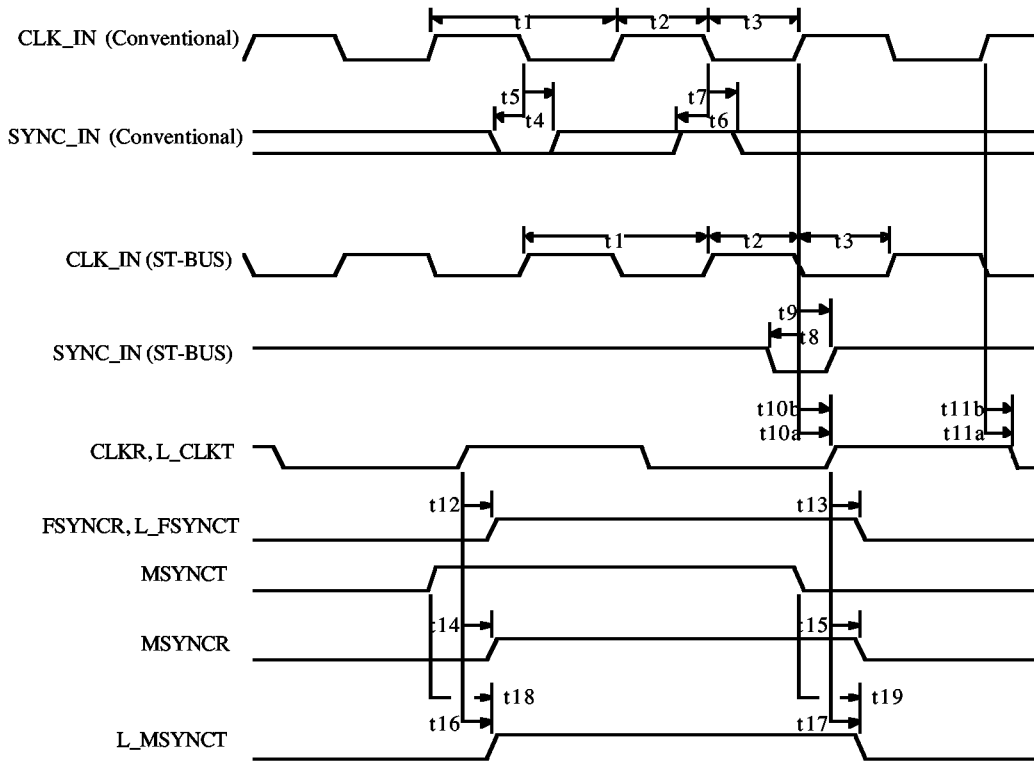 t1 t2 t3
CLK_IN (Conventional)
t5 t7
t4 t6
SYNC_IN (Conventional)
t1 t2 t3
CLK_IN (ST-BUS)
t9
t8
SYNC_IN (ST-BUS)
t10b t11b
t10a t11a
CLKR, L_CLKT
t12 t13
FSYNCR, L_FSYNCT
MSYNCT
t14 t15
MSYNCR
t18 t19
t16 t17
L_MSYNCT